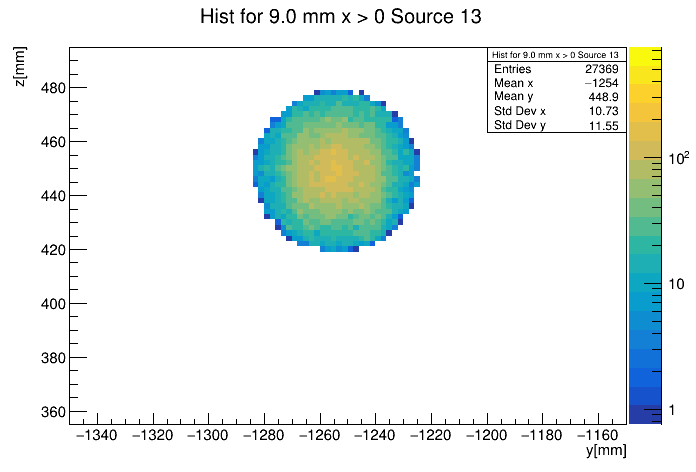 Hist for 9.0 mm x > 0 Source 13
z[mm]
Hist for 9.0 mm x > 0 Source 13
Entries 27369
Mean x −1254
Mean y 448.9
Std Dev x 10.73
Std Dev y 11.55
480
460
440
420
400
380
360
10²
10
1
−1340 −1320 −1300 −1280 −1260 −1240 −1220 −1200 −1180 −1160
y[mm]